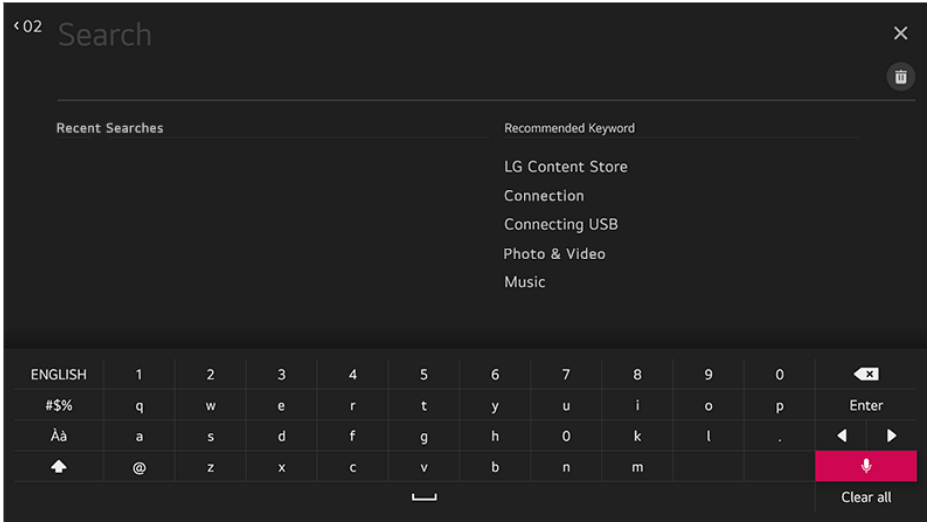 02
Search
Recent Searches
Recommended Keyword
LG Content Store
Connection
Connecting USB
Photo & Video
Music
ENGLISH 1 2 3 4 5 6 7 8 9 0
#$% q w e r t y u i o p Enter
Àà a s d f g h 0 k l .
@ z x c v b n m
Clear all